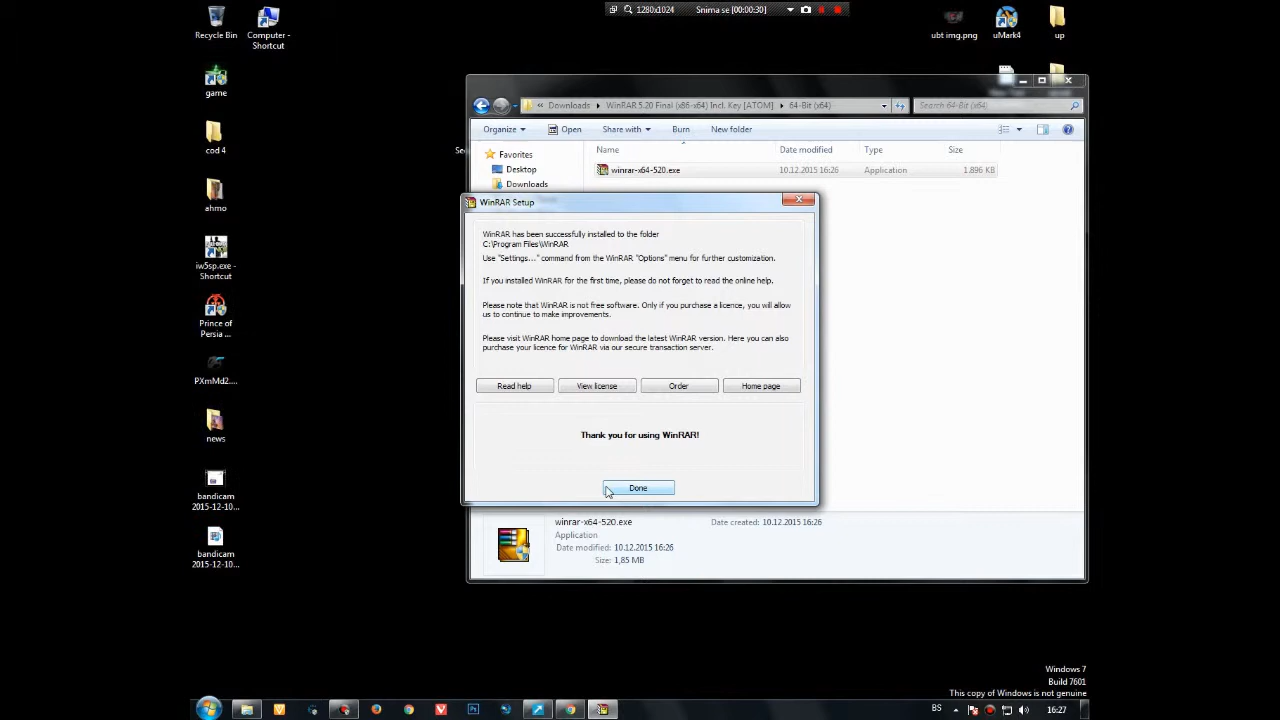 1280x1024 Snima se [00:00:30]
Recycle Bin
Computer -
Shortcut
game
cod 4
ahmo
iw5sp.exe -
Shortcut
Prince of
Persia ...
PXmMd2....
news
bandicam
2015-12-10...
bandicam
2015-12-10...
ubt img.png
uMark4
up
« Downloads WinRAR 5.20 Final (x86-x64) Incl. Key [ATOM] 64-Bit (x64)
Search 64-Bit (x64)
Organize Open Share with Burn New folder
Favorites
Desktop
Downloads
Name Date modified Type Size
winrar-x64-520.exe 10.12.2015 16:26 Application 1.896 KB
WinRAR Setup
WinRAR has been successfully installed to the folder
C:\Program Files\WinRAR
Use "Settings..." command from the WinRAR "Options" menu for further customization.
If you installed WinRAR for the first time, please do not forget to read the online help.
Please note that WinRAR is not free software. Only if you purchase a licence, you will allow
us to continue to make improvements.
Please visit WinRAR home page to download the latest WinRAR version. Here you can also
purchase your licence for WinRAR via our secure transaction server.
Read help View license Order Home page
Thank you for using WinRAR!
Done
winrar-x64-520.exe Date created: 10.12.2015 16:26
Application
Date modified: 10.12.2015 16:26
Size: 1,85 MB
Windows 7
Build 7601
This copy of Windows is not genuine
BS 16:27